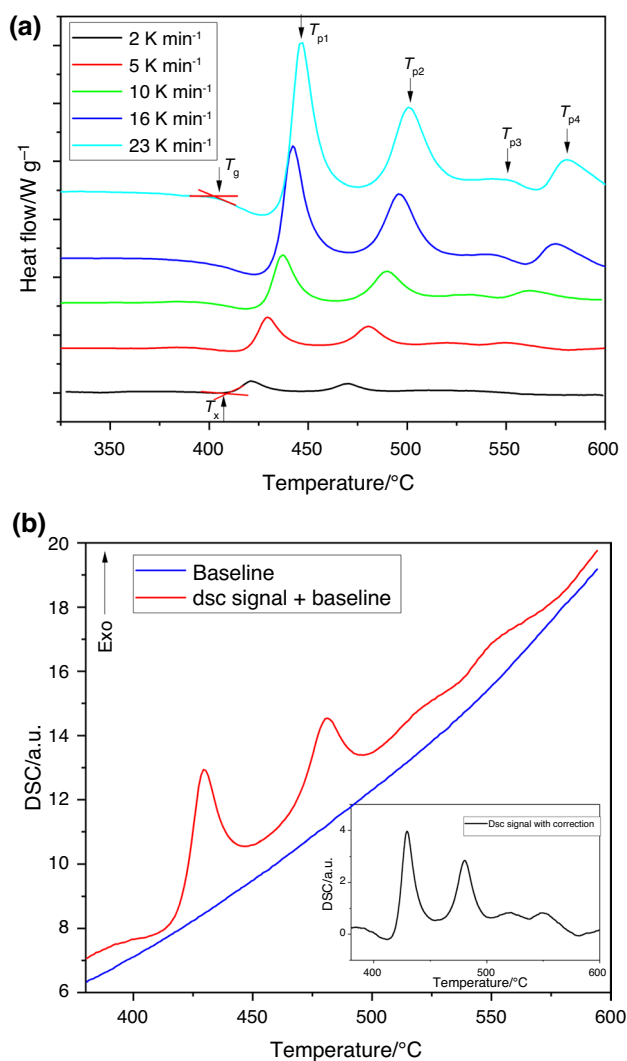 (a)
2 K min⁻¹
5 K min⁻¹
10 K min⁻¹
16 K min⁻¹
23 K min⁻¹
Tp1
Tp2
Tp3
Tp4
Tg
Tx
Heat flow/W g⁻¹
350 400 450 500 550 600
Temperature/°C
(b)
20
18
16
14
12
10
8
6
Exo
Baseline
dsc signal + baseline
DSC/a.u.
Dsc signal with correction
4
2
0
DSC/a.u.
400 500 600
Temperature/°C
400 450 500 550 600
Temperature/°C